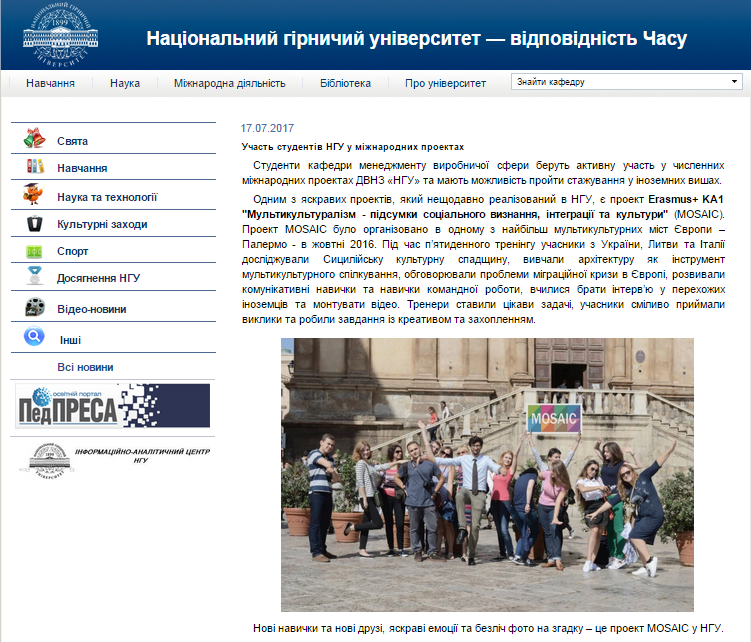 НАЦІОНАЛЬНИЙ ГІРНИЧИЙ
1899
УНІВЕРСИТЕТ
Національний гірничий університет — відповідність Часу
Навчання
Наука
Міжнародна діяльність
Бібліотека
Про університет
Знайти кафедру
Свята
Навчання
Наука та технології
Культурні заходи
Спорт
Досягнення НГУ
Відео-новини
Інші
Всі новини
освітній портал
ПедПРЕСА
ІНФОРМАЦІЙНО-АНАЛІТИЧНИЙ ЦЕНТР
НГУ
17.07.2017
Участь студентів НГУ у міжнародних проектах
Студенти кафедри менеджменту виробничої сфери беруть активну участь у численних
міжнародних проектах ДВНЗ «НГУ» та мають можливість пройти стажування у іноземних вишах.
Одним з яскравих проектів, який нещодавно реалізований в НГУ, є проект Erasmus+ KA1
"Мультикультуралізм - підсумки соціального визнання, інтеграції та культури" (MOSAIC).
Проект MOSAIC було організовано в одному з найбільш мультикультурних міст Європи –
Палермо - в жовтні 2016. Під час п'ятиденного тренінгу учасники з України, Литви та Італії
досліджували Сицилійську культурну спадщину, вивчали архітектуру як інструмент
мультикультурного спілкування, обговорювали проблеми міграційної кризи в Європі, розвивали
комунікативні навички та навички командної роботи, вчилися брати інтерв'ю у перехожих
іноземців та монтувати відео. Тренери ставили цікави задачі, учасники сміливо приймали
виклики та робили завдання із креативом та захопленням.
MOSAIC
Нові навички та нові друзі, яскраві емоції та безліч фото на згадку – це проект MOSAIC у НГУ.